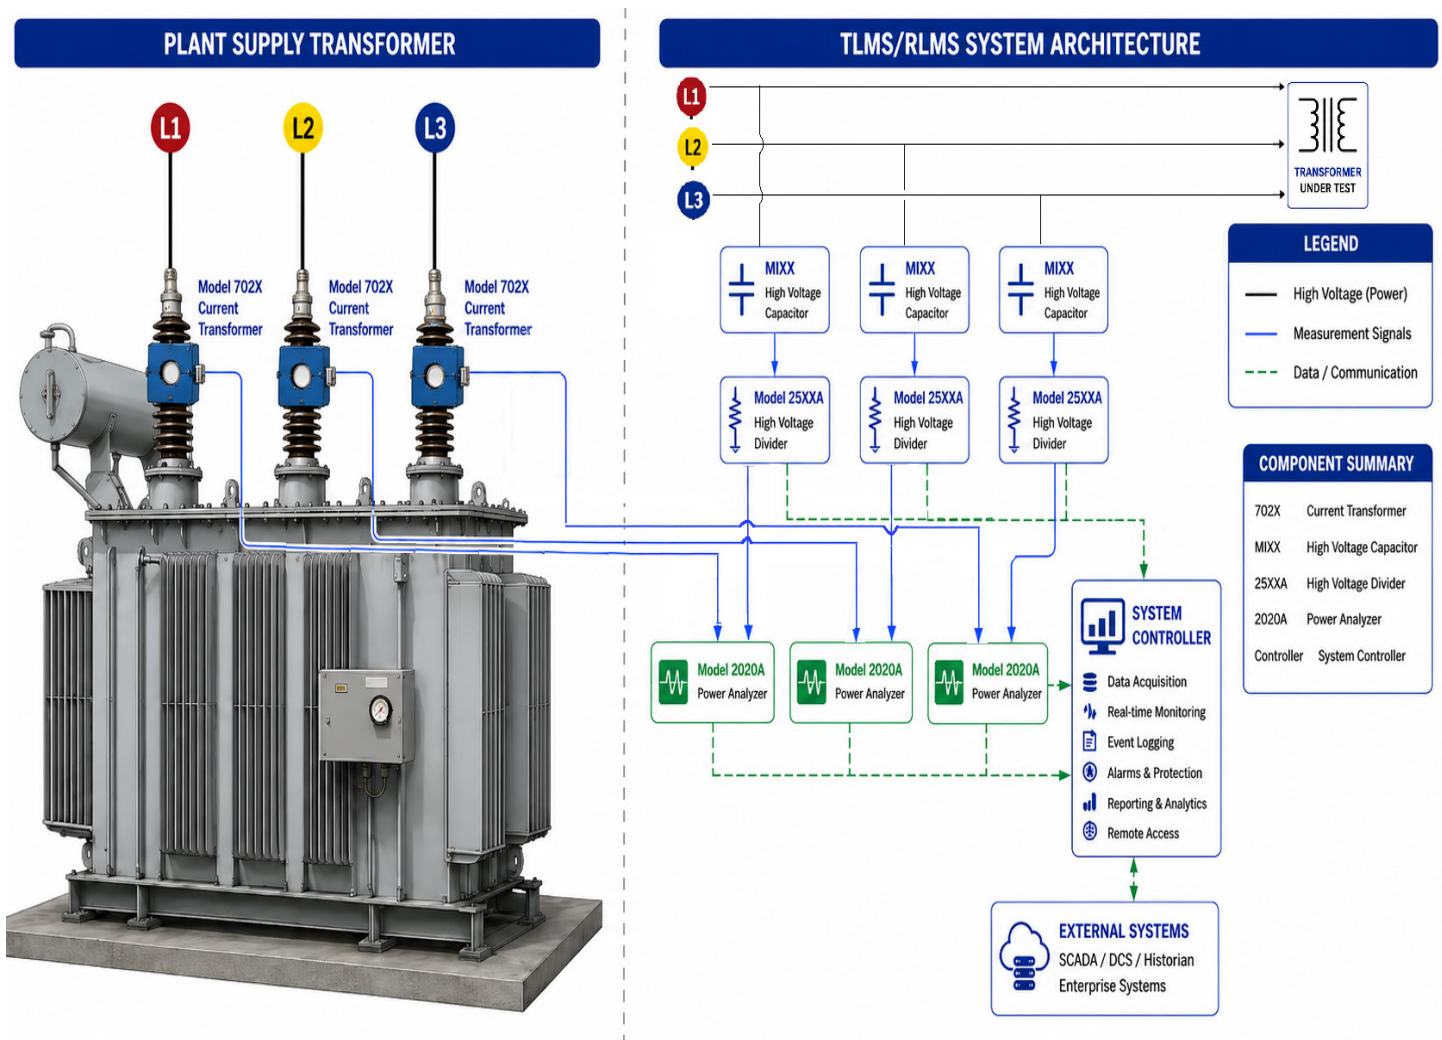 PLANT SUPPLY TRANSFORMER
L1
L2
L3
Model 702X
Current
Transformer
Model 702X
Current
Transformer
Model 702X
Current
Transformer
TLMS/RLMS SYSTEM ARCHITECTURE
L1
L2
L3
TRANSFORMER
UNDER TEST
MIXX
High Voltage
Capacitor
MIXX
High Voltage
Capacitor
MIXX
High Voltage
Capacitor
Model 25XXA
High Voltage
Divider
Model 25XXA
High Voltage
Divider
Model 25XXA
High Voltage
Divider
Model 2020A
Power Analyzer
Model 2020A
Power Analyzer
Model 2020A
Power Analyzer
SYSTEM
CONTROLLER
Data Acquisition
Real-time Monitoring
Event Logging
Alarms & Protection
Reporting & Analytics
Remote Access
EXTERNAL SYSTEMS
SCADA / DCS / Historian
Enterprise Systems
LEGEND
High Voltage (Power)
Measurement Signals
Data / Communication
COMPONENT SUMMARY
702X Current Transformer
MIXX High Voltage Capacitor
25XXA High Voltage Divider
2020A Power Analyzer
Controller System Controller